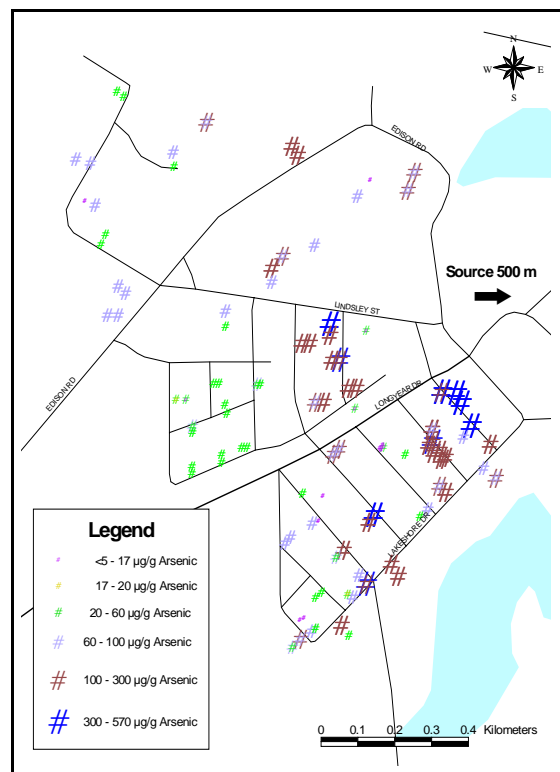 N
W E
S
EDISON RD
Source 500 m
LINDSLEY ST
EDISON RD
LONGYEAR DR
LAKESHORE DR
Legend
<5 - 17 µg/g Arsenic
17 - 20 µg/g Arsenic
20 - 60 µg/g Arsenic
60 - 100 µg/g Arsenic
100 - 300 µg/g Arsenic
300 - 570 µg/g Arsenic
0 0.1 0.2 0.3 0.4 Kilometers